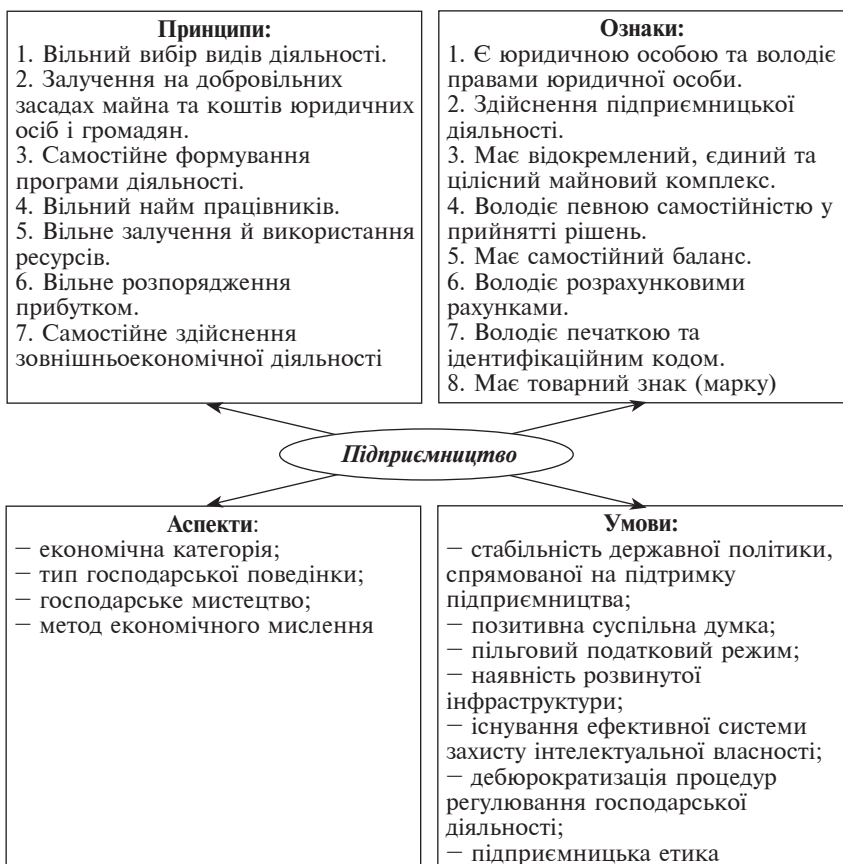 Принципи:
1. Вільний вибір видів діяльності.
2. Залучення на добровільних
засадах майна та коштів юридичних
осіб і громадян.
3. Самостійне формування
програми діяльності.
4. Вільний найм працівників.
5. Вільне залучення й використання
ресурсів.
6. Вільне розпорядження
прибутком.
7. Самостійне здійснення
зовнішньоекономічної діяльності
Ознаки:
1. Є юридичною особою та володіє
правами юридичної особи.
2. Здійснення підприємницької
діяльності.
3. Має відокремлений, єдиний та
цілісний майновий комплекс.
4. Володіє певною самостійністю у
прийнятті рішень.
5. Має самостійний баланс.
6. Володіє розрахунковими
рахунками.
7. Володіє печаткою та
ідентифікаційним кодом.
8. Має товарний знак (марку)
Підприємництво
Аспекти:
– економічна категорія;
– тип господарської поведінки;
– господарське мистецтво;
– метод економічного мислення
Умови:
– стабільність державної політики,
спрямованої на підтримку
підприємництва;
– позитивна суспільна думка;
– пільговий податковий режим;
– наявність розвинутої
інфраструктури;
– існування ефективної системи
захисту інтелектуальної власності;
– дебюрократизація процедур
регулювання господарської
діяльності;
– підприємницька етика